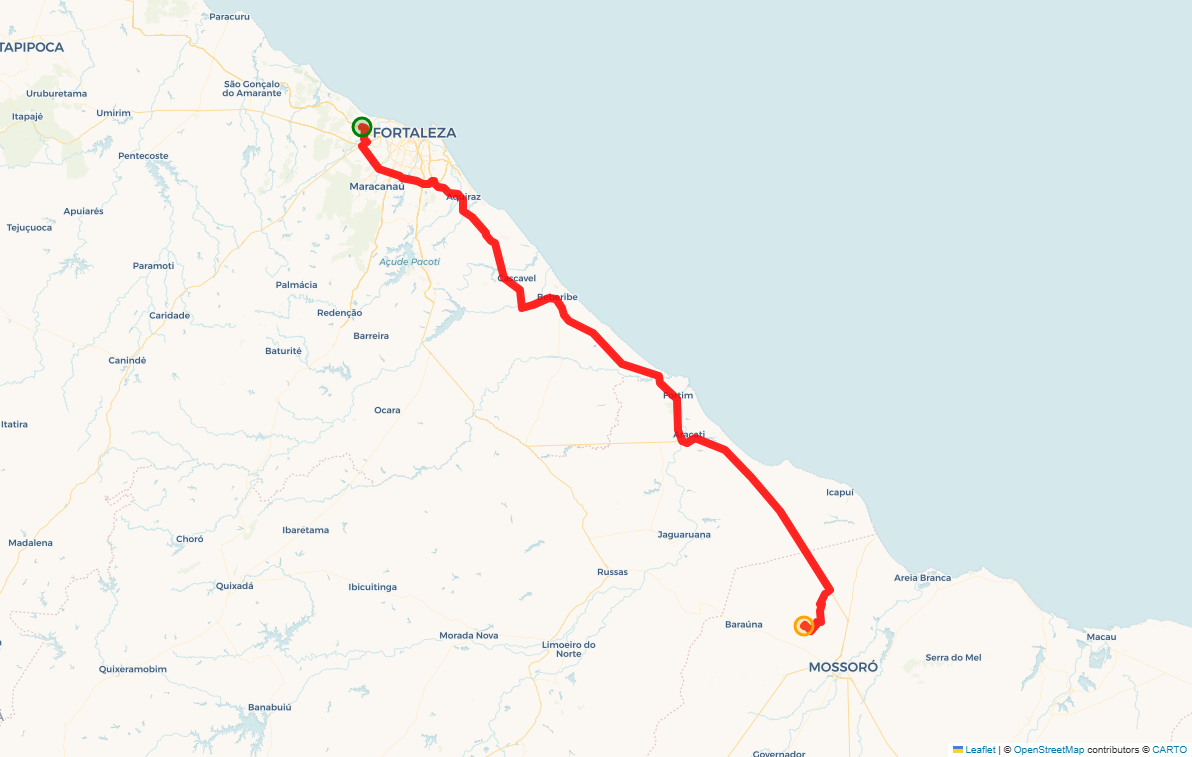 Paracuru
TAPIPOCA
São Gonçalo
do Amarante
Uruburetama
Umirim
Itapajé
FORTALEZA
Pentecoste
Maracanaú
Aquiraz
Apuiarés
Tejuçuoca
Açude Pacoti
Paramoti
Cascavel
Palmácia
Beberibe
Caridade
Redenção
Barreira
Baturité
Canindé
Fortim
Ocara
Itatira
Aracati
Icapuí
Ibaretama
Jaguaruana
Choró
Madalena
Russas
Areia Branca
Quixadá
Ibicuitinga
Baraúna
Morada Nova
Macau
Limoeiro do
Norte
Serra do Mel
MOSSORÓ
Quixeramobim
Banabuiú
Governador
Leaflet | © OpenStreetMap contributors © CARTO